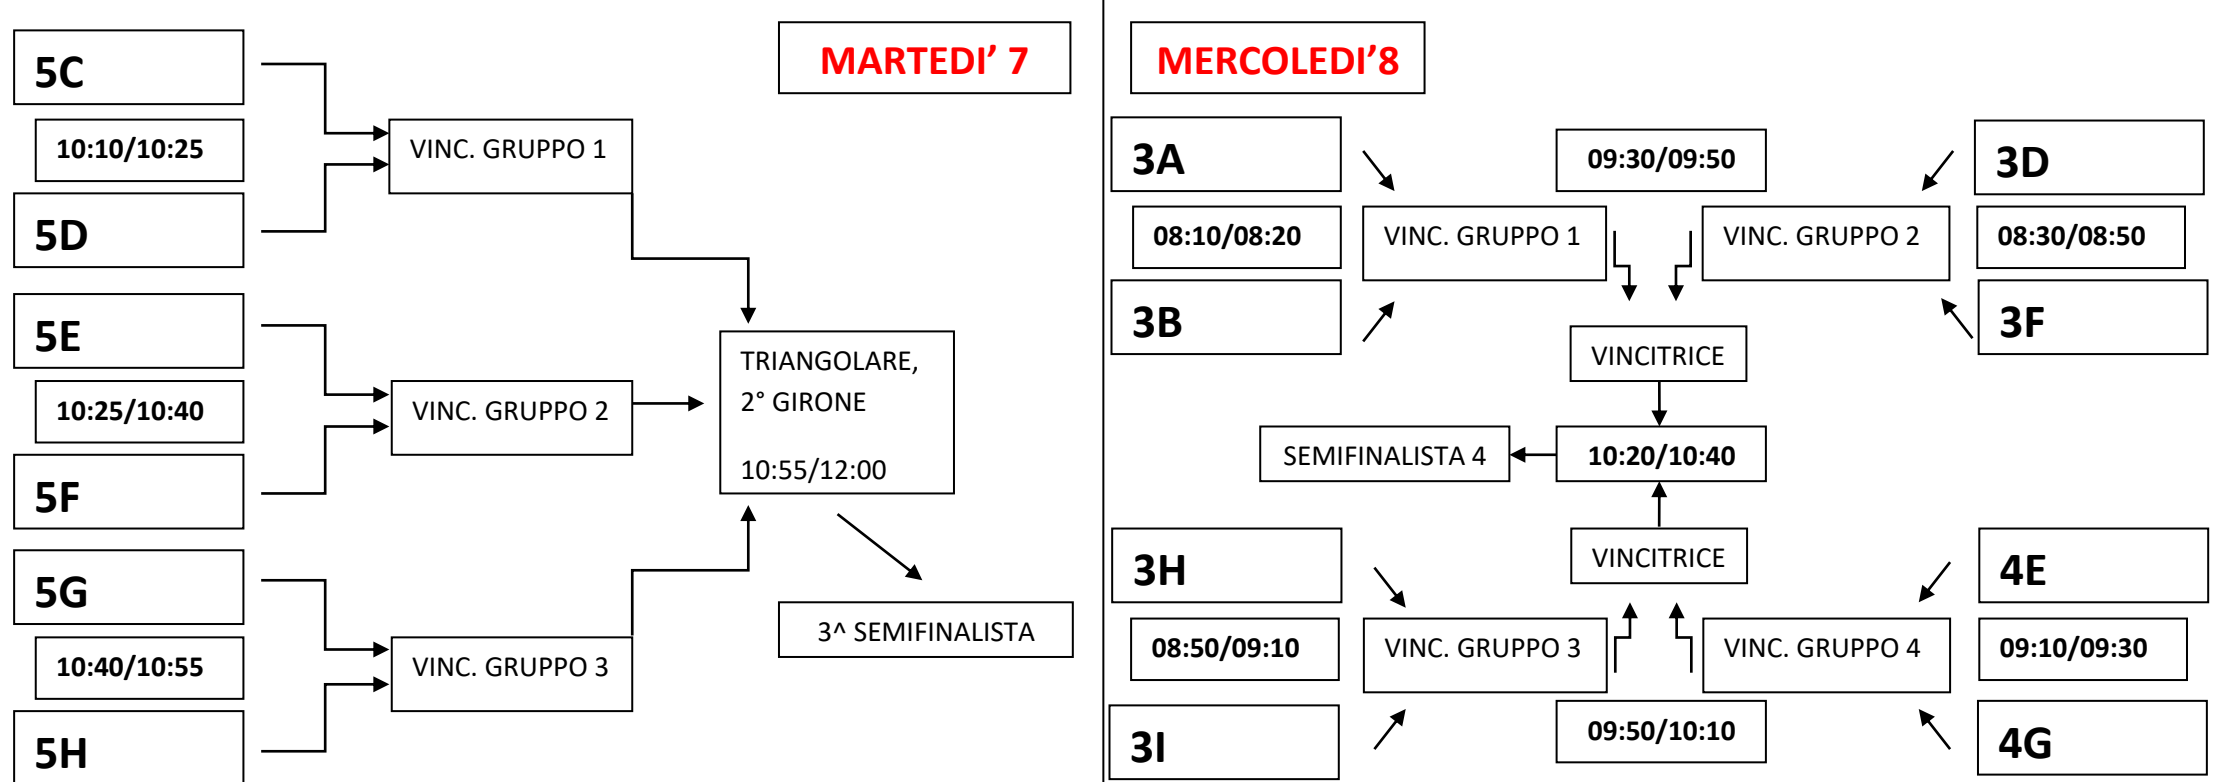 MARTEDI’ 7
5C
10:10/10:25
5D
VINC. GRUPPO 1
5E
10:25/10:40
5F
VINC. GRUPPO 2
5G
10:40/10:55
5H
VINC. GRUPPO 3
TRIANGOLARE,
2° GIRONE
10:55/12:00
3^ SEMIFINALISTA
MERCOLEDI’8
3A
08:10/08:20
3B
VINC. GRUPPO 1
09:30/09:50
VINC. GRUPPO 2
3D
08:30/08:50
3F
VINCITRICE
SEMIFINALISTA 4
10:20/10:40
VINCITRICE
3H
08:50/09:10
3I
VINC. GRUPPO 3
09:50/10:10
VINC. GRUPPO 4
4E
09:10/09:30
4G